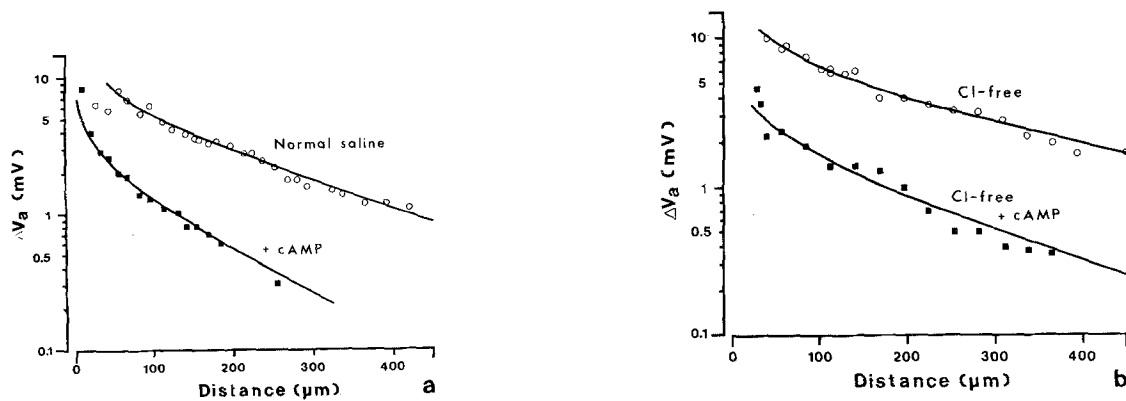 10
5
1
0.5
0.1
ΔVa (mV)
Normal saline
+ cAMP
0
100
200
300
400
Distance (µm)
a
10
5
1
0.5
0.1
ΔVa (mV)
Cl-free
Cl-free
+ cAMP
0
100
200
300
400
Distance (µm)
b